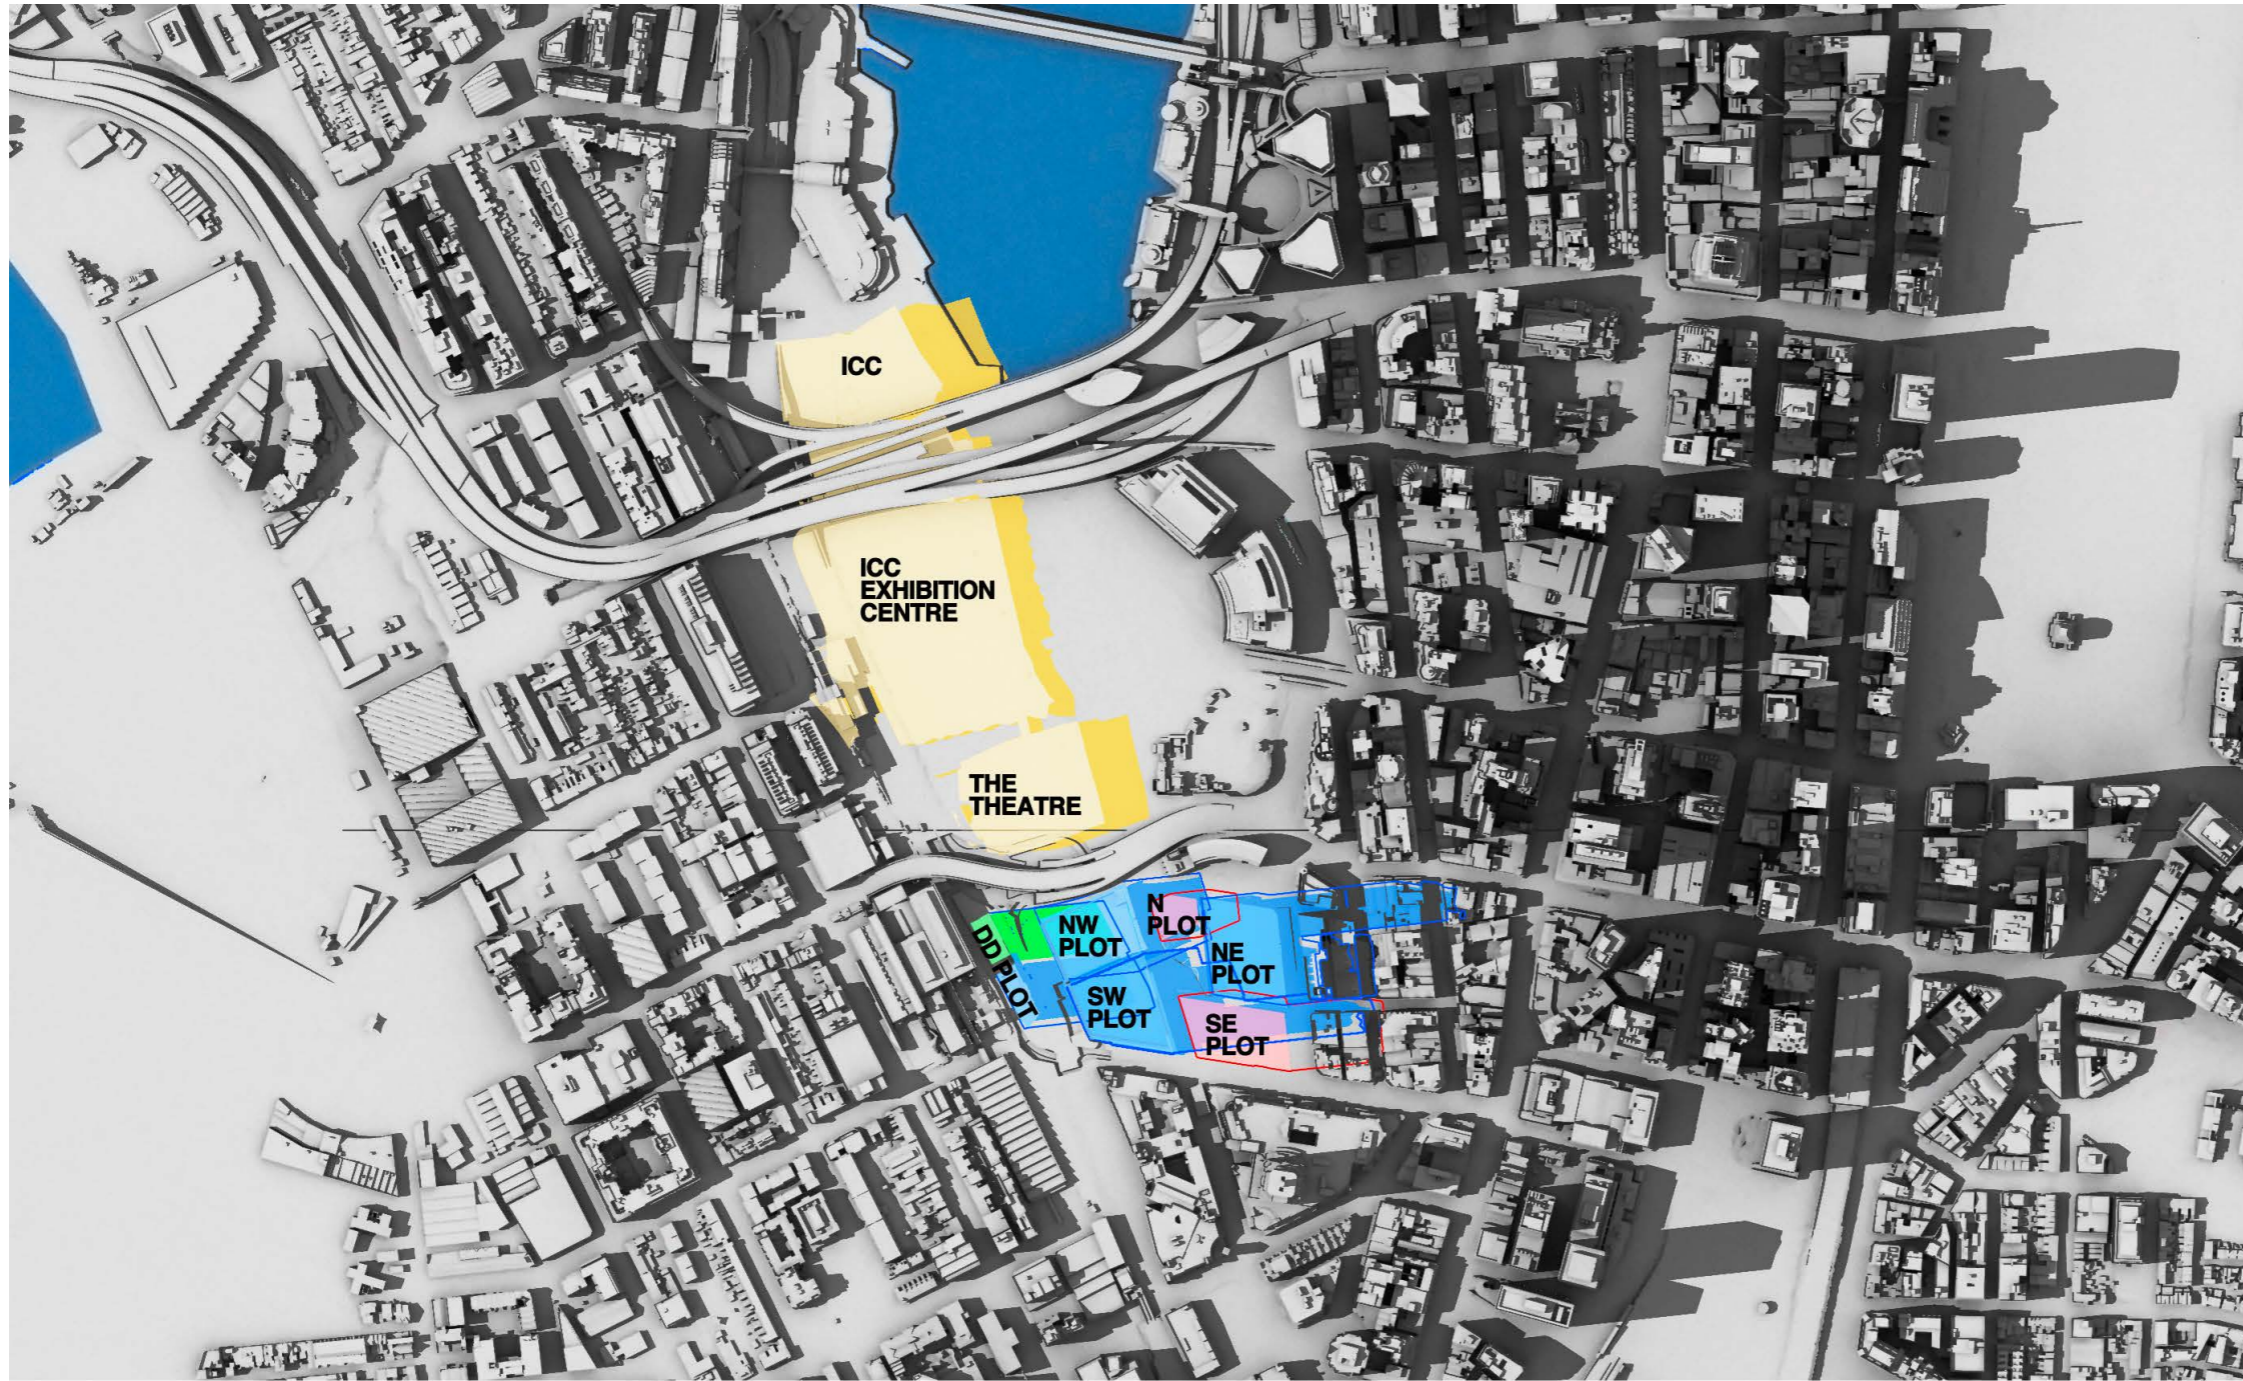 ICC
ICC
EXHIBITION
CENTRE
THE
THEATRE
N
PLOT
NW
PLOT
DD PLOT
NE
PLOT
SW
PLOT
SE
PLOT